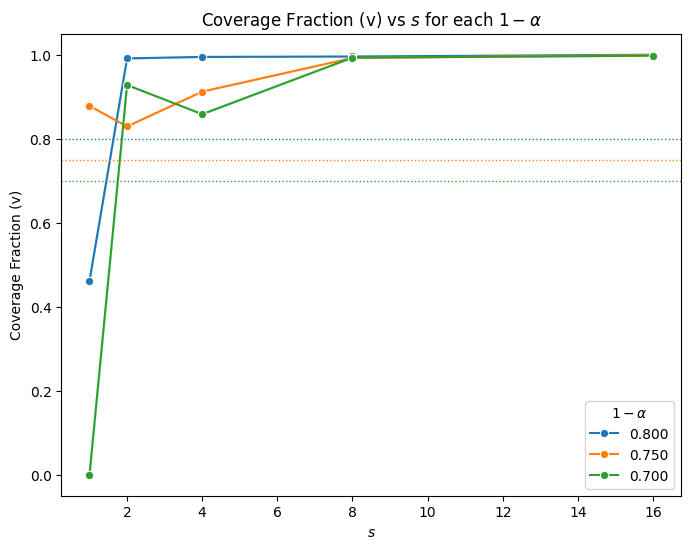 Coverage Fraction (v) vs s for each 1 − α
Coverage Fraction (v)
1.0
0.8
0.6
0.4
0.2
0.0
2 4 6 8 10 12 14 16
s
1 − α
0.800
0.750
0.700